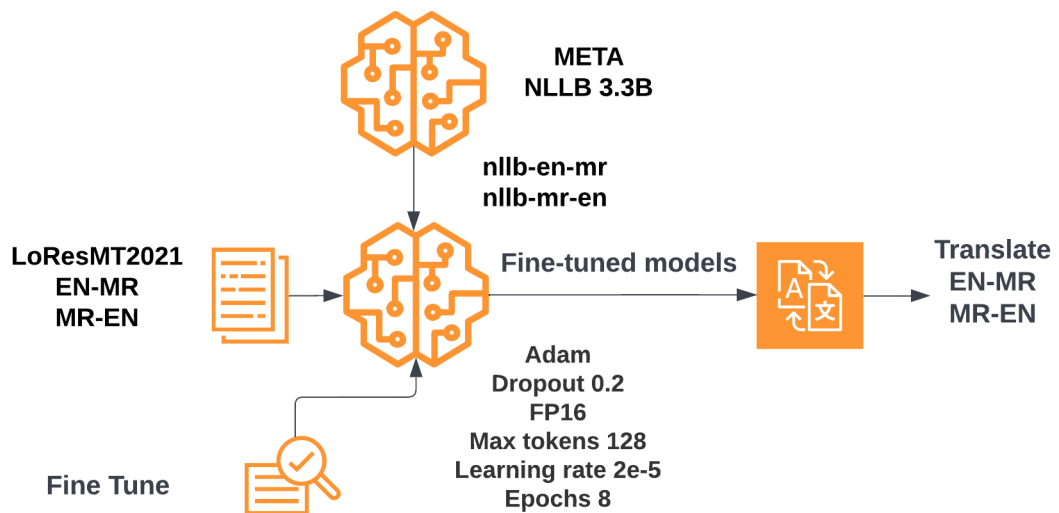 META
NLLB 3.3B
nllb-en-mr
nllb-mr-en
LoResMT2021
EN-MR
MR-EN
Fine-tuned models
A
文
Translate
EN-MR
MR-EN
Adam
Dropout 0.2
FP16
Max tokens 128
Learning rate 2e-5
Epochs 8
Fine Tune